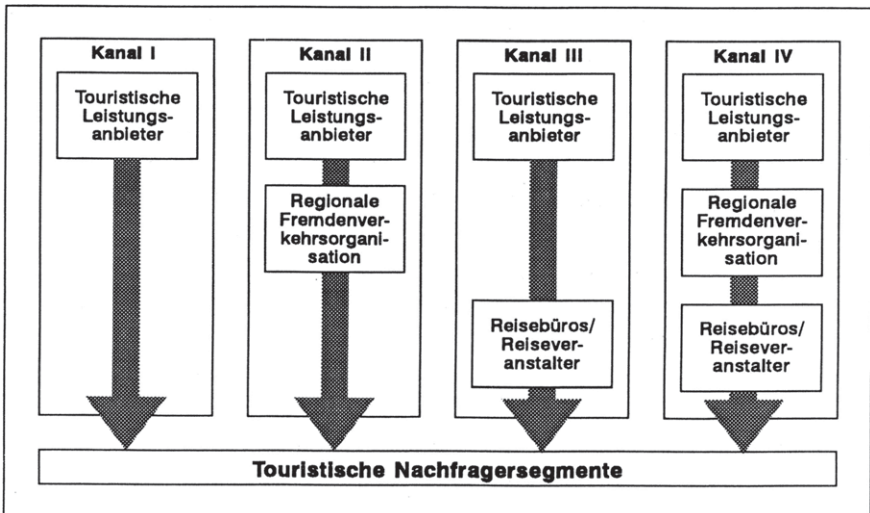 Kanal I
Touristische
Leistungs-
anbieter
Kanal II
Touristische
Leistungs-
anbieter
Regionale
Fremdenver-
kehrsorgani-
sation
Kanal III
Touristische
Leistungs-
anbieter
Reisebüros/
Reisever-
anstalter
Kanal IV
Touristische
Leistungs-
anbieter
Regionale
Fremdenver-
kehrsorgani-
sation
Reisebüros/
Reisever-
anstalter
Touristische Nachfragersegmente